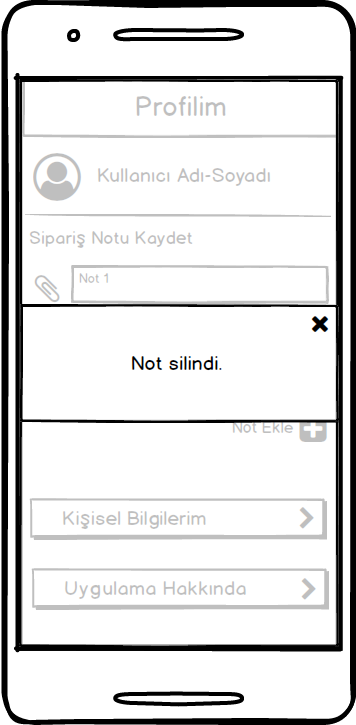 Profilim
Kullanıcı Adı-Soyadı
Sipariş Notu Kaydet
Not 1
Not silindi.
Not Ekle
Kişisel Bilgilerim
Uygulama Hakkında